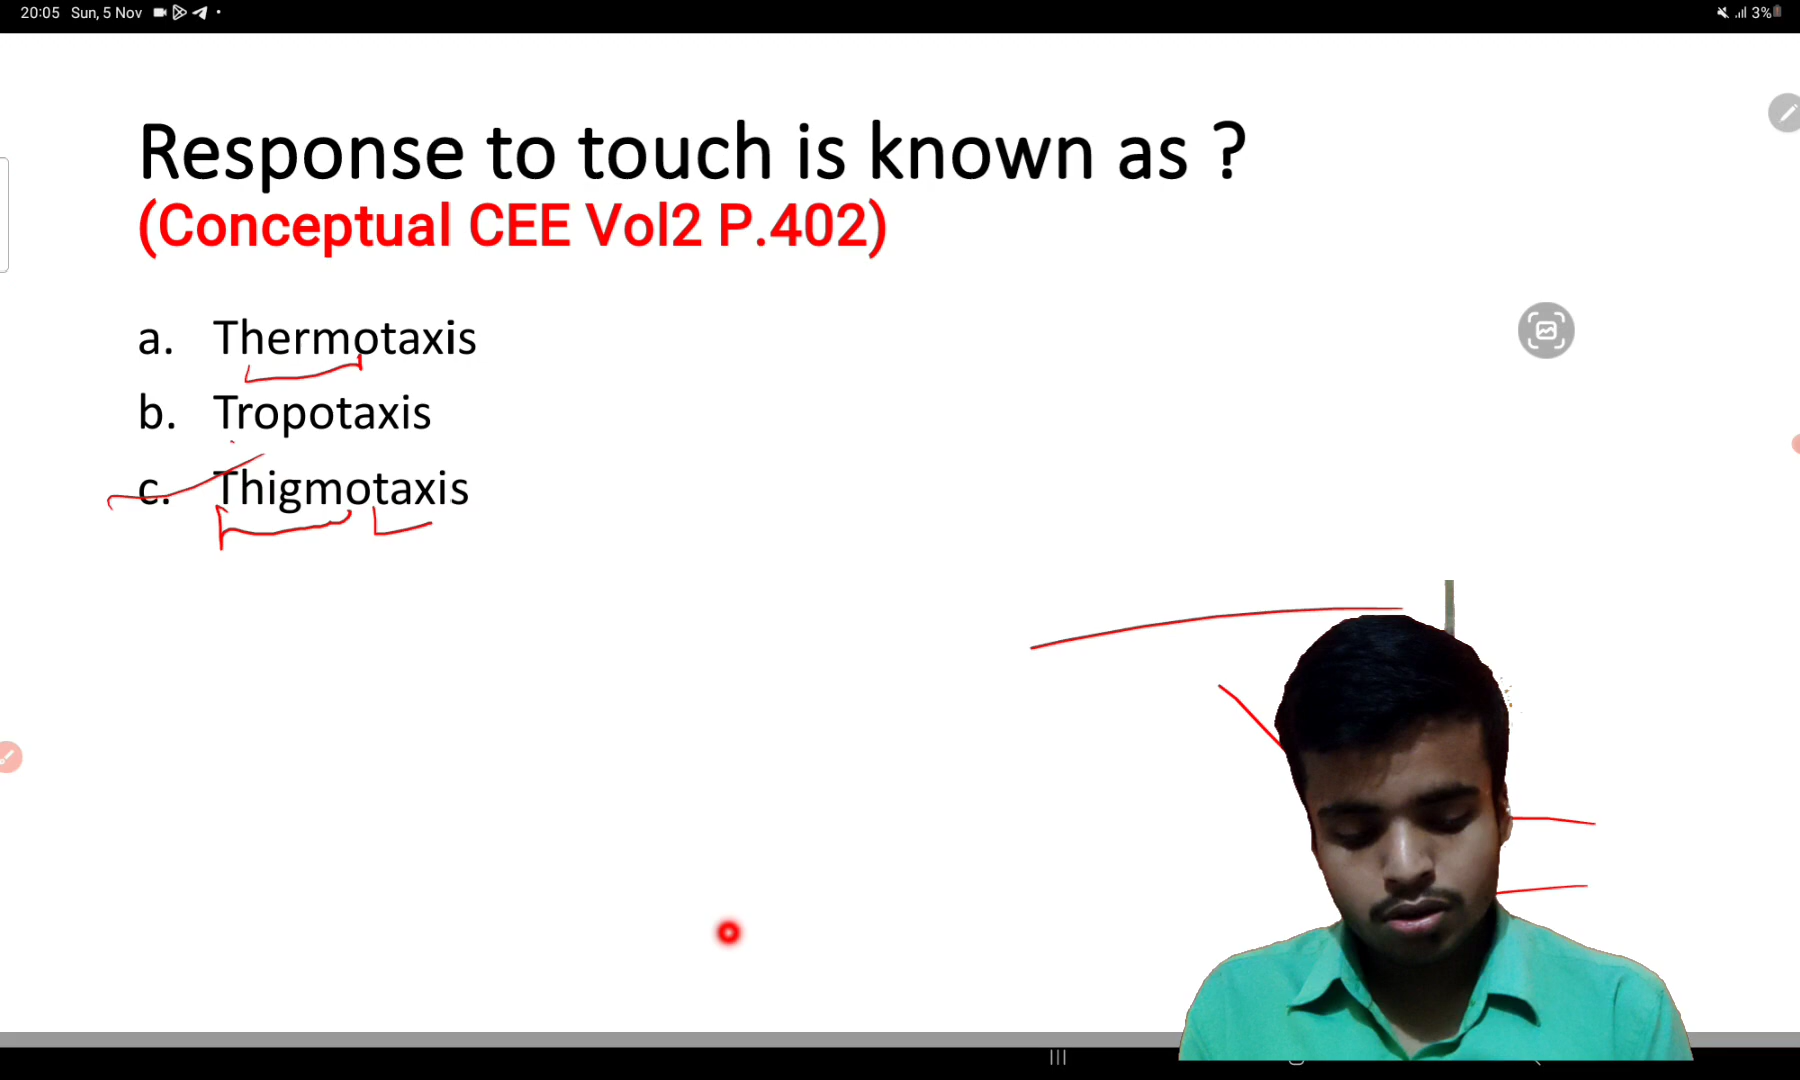 20:05 Sun, 5 Nov
3%
Response to touch is known as ?
(Conceptual CEE Vol2 P.402)
a. Thermotaxis
b. Tropotaxis
c. Thigmotaxis